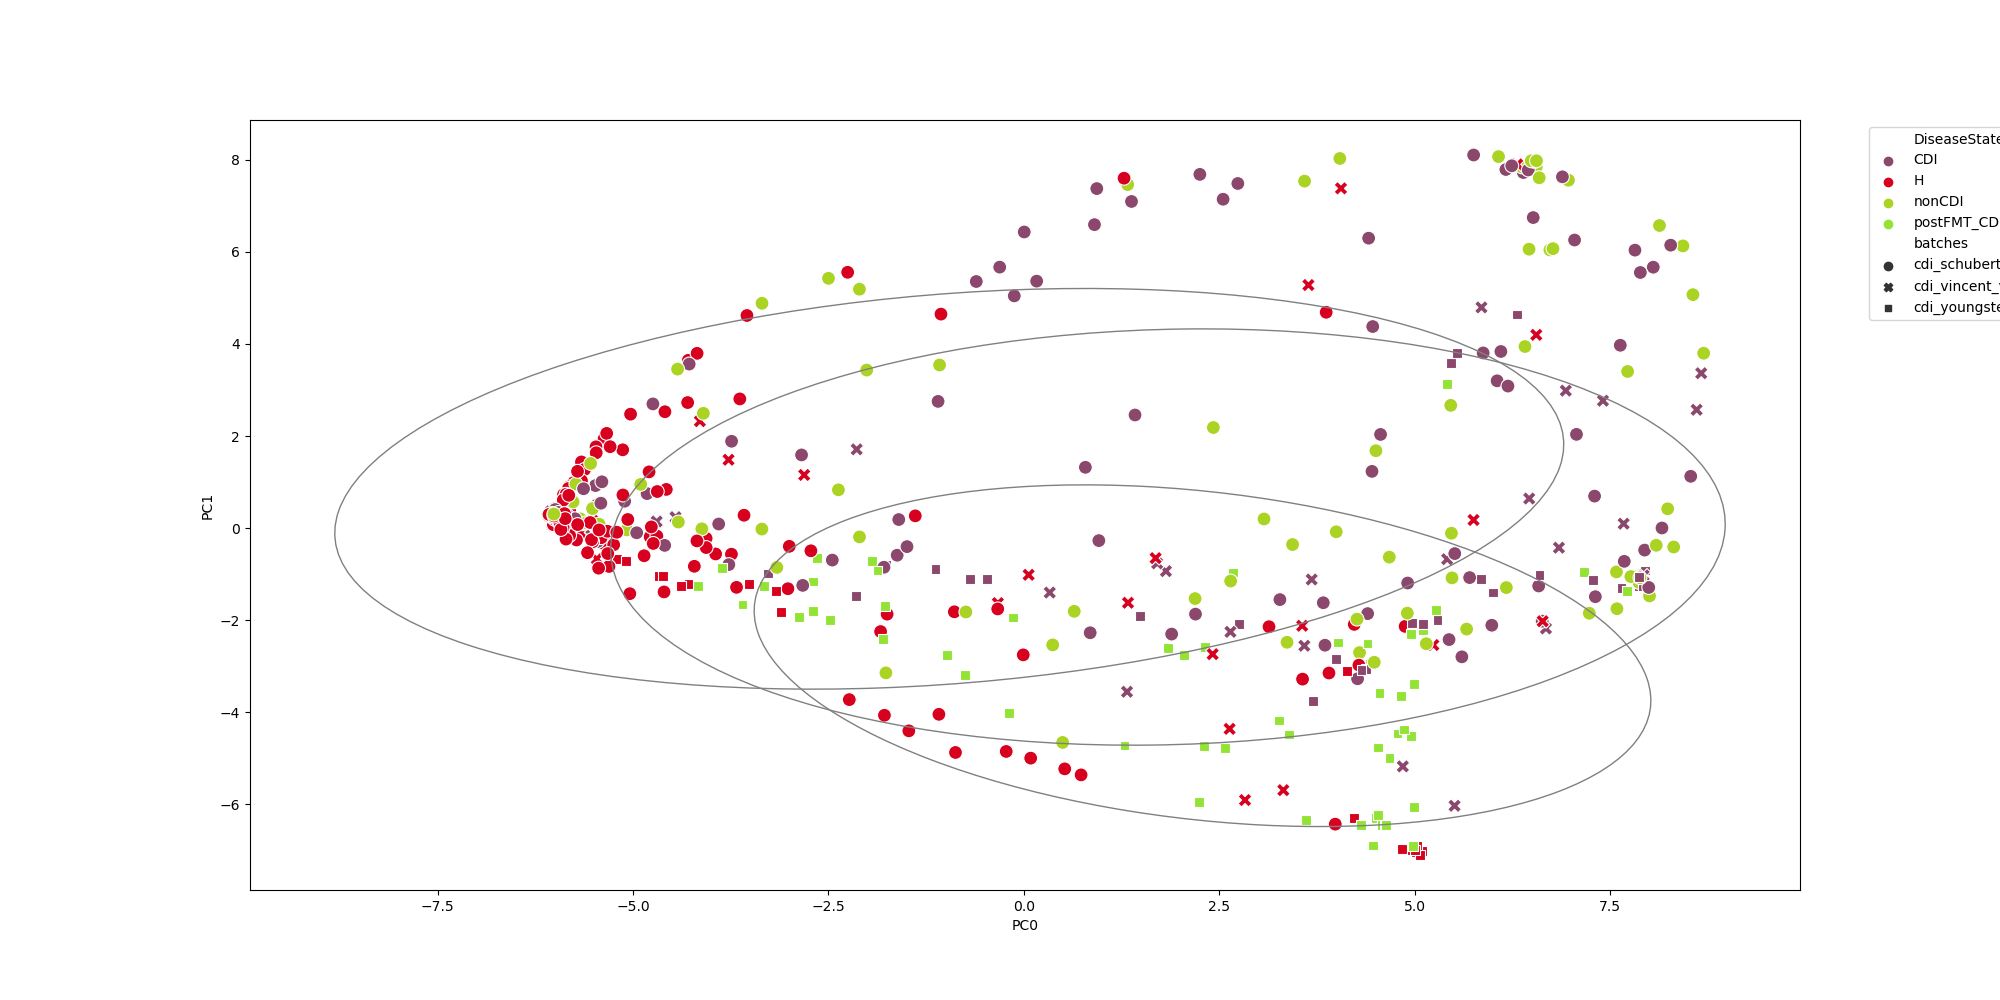 DiseaseState
CDI
H
nonCDI
postFMT_CD
batches
cdi_schubert
cdi_vincent_
cdi_youngste
8
6
4
2
0
−2
−4
−6
PC1
−7.5 −5.0 −2.5 0.0 2.5 5.0 7.5
PC0